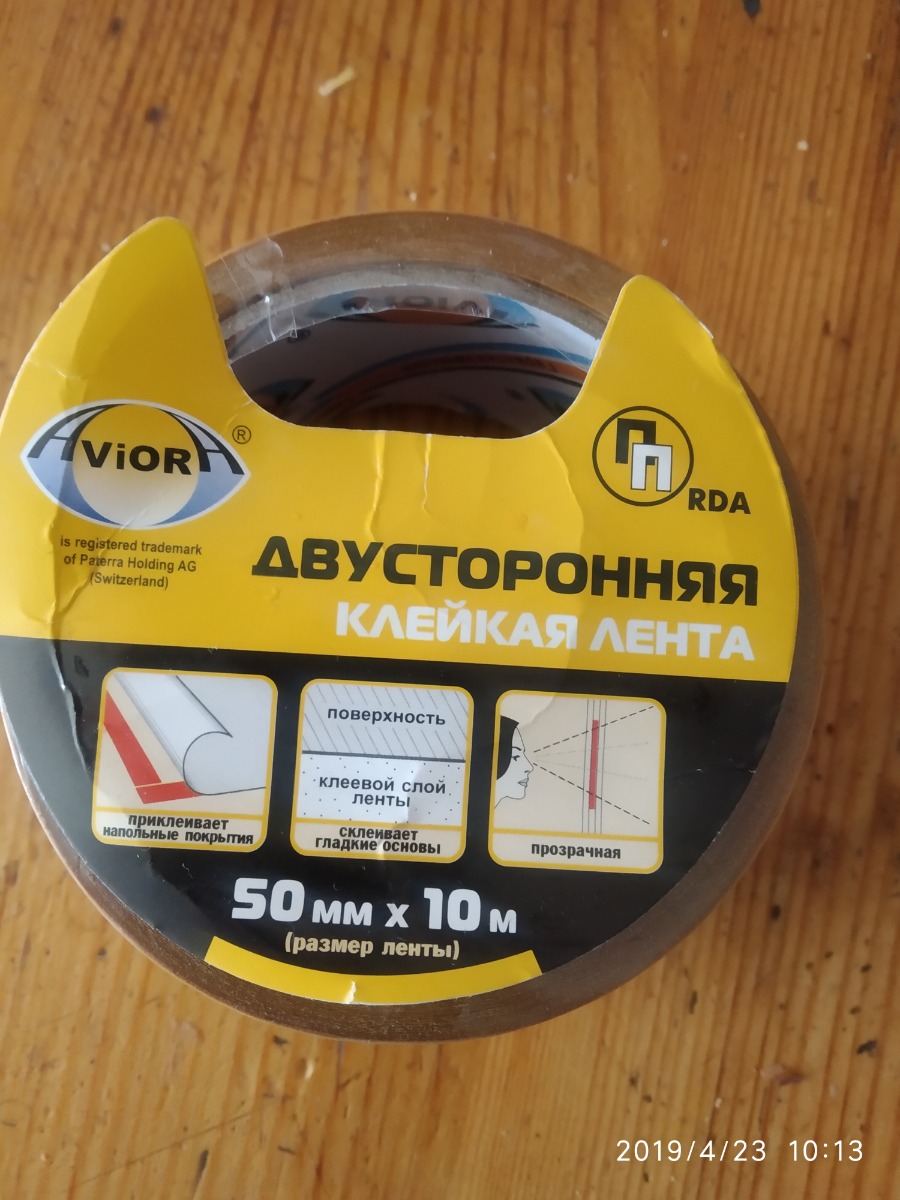 AViORA®
is registered trademark
of Paterra Holding AG
(Switzerland)
ПП
RDA
ДВУСТОРОННЯЯ
КЛЕЙКАЯ ЛЕНТА
приклеивает
напольные покрытия
поверхность
клеевой слой
ленты
склеивает
гладкие основы
прозрачная
50 мм х 10 м
(размер ленты)
2019/4/23 10:13